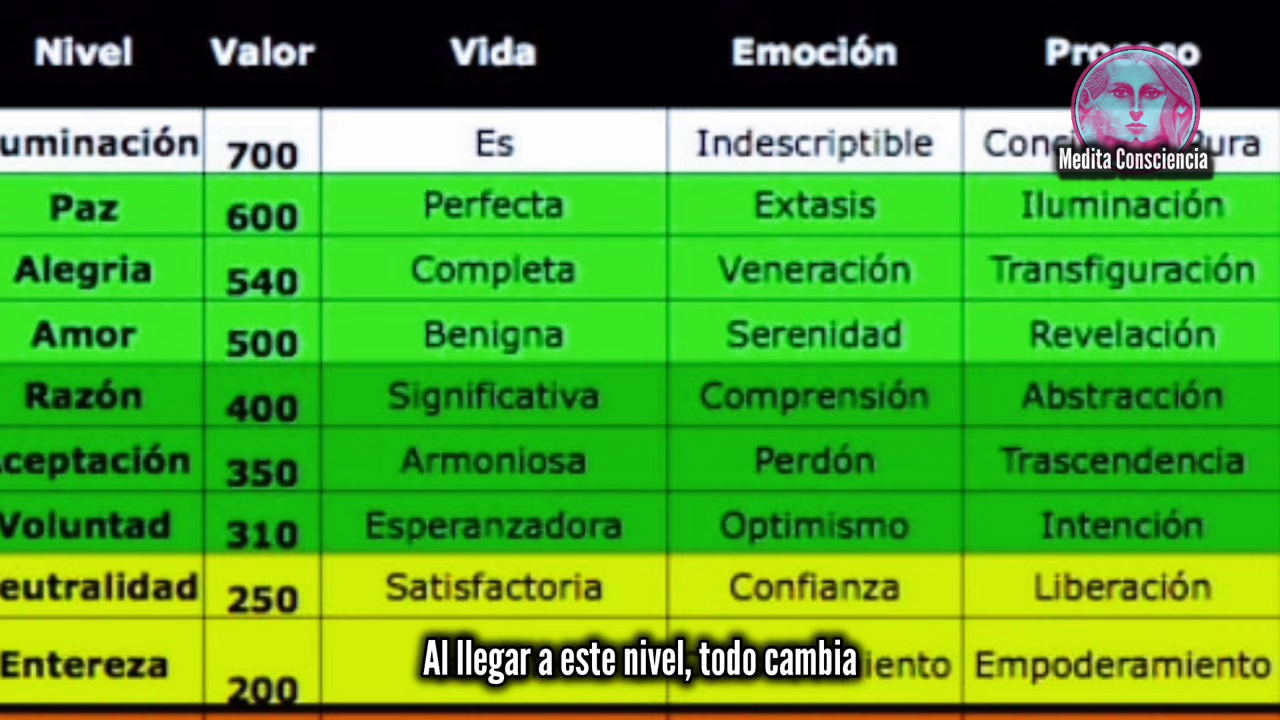 Nivel Valor Vida Emoción Proceso
uminación 700 Es Indescriptible
Medita Consciencia
Paz 600 Perfecta Extasis Iluminación
Alegria 540 Completa Veneración Transfiguración
Amor 500 Benigna Serenidad Revelación
Razón 400 Significativa Comprensión Abstracción
ceptación 350 Armoniosa Perdón Trascendencia
Voluntad 310 Esperanzadora Optimismo Intención
eutralidad 250 Satisfactoria Confianza Liberación
Entereza 200 iento Empoderamiento
Al llegar a este nivel, todo cambia